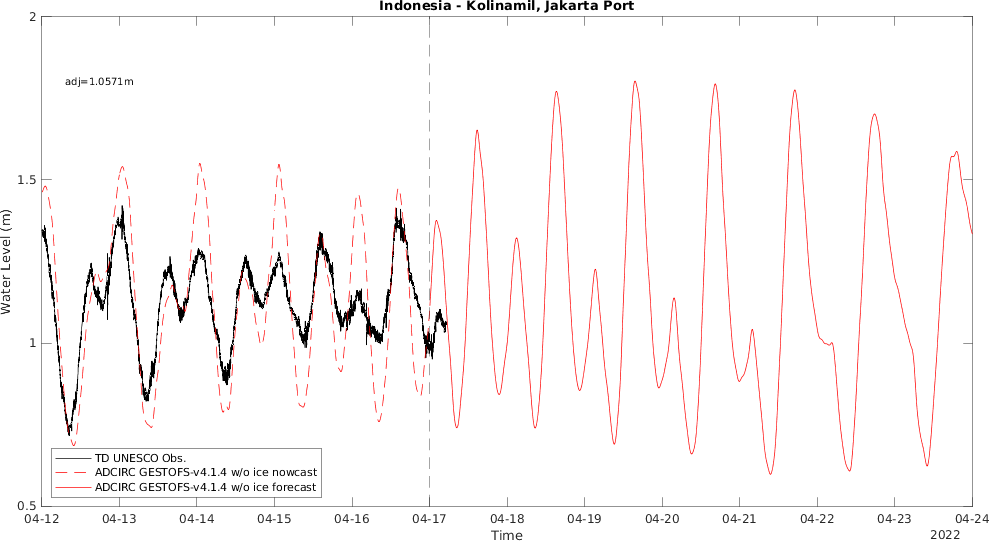 Indonesia - Kolinamil, Jakarta Port
2
adj=1.0571m
1.5
Water Level (m)
1
TD UNESCO Obs.
ADCIRC GESTOFS-v4.1.4 w/o ice nowcast
ADCIRC GESTOFS-v4.1.4 w/o ice forecast
0.5
04-12 04-13 04-14 04-15 04-16 04-17 04-18 04-19 04-20 04-21 04-22 04-23 04-24
Time
2022